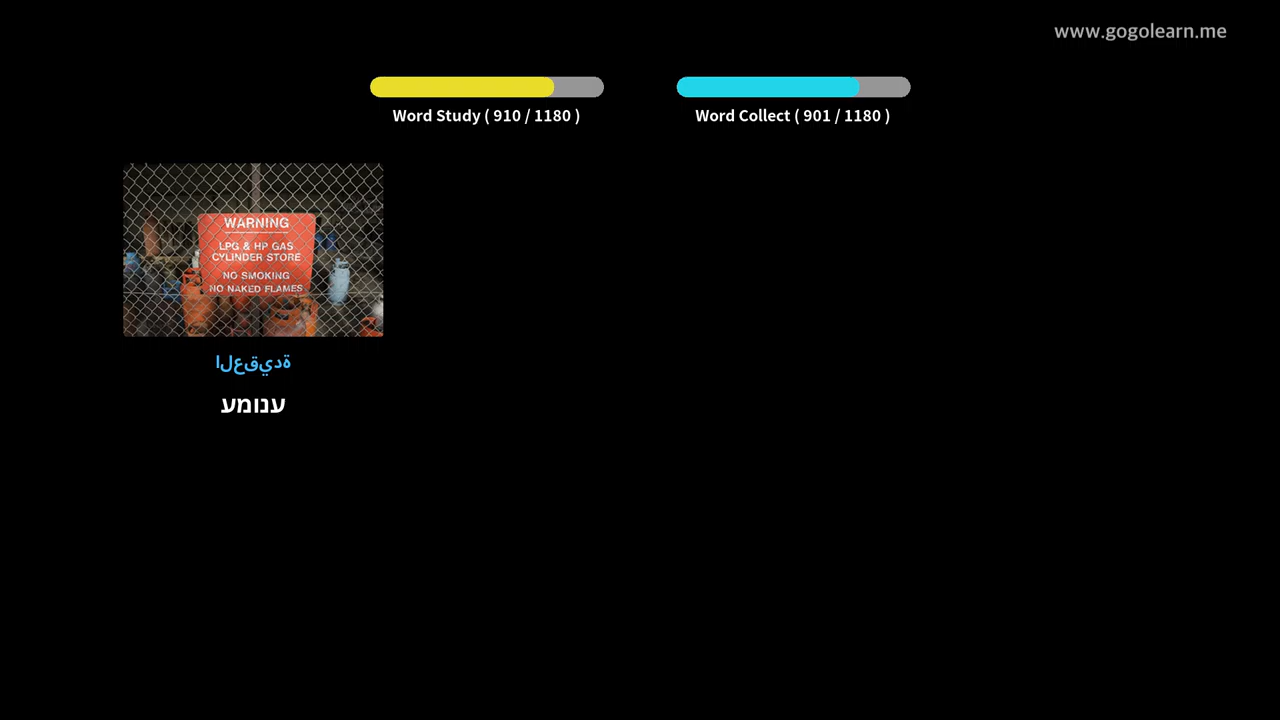 www.gogolearn.me
Word Study ( 910 / 1180 )
Word Collect ( 901 / 1180 )
WARNING
LPG & HP GAS
CYLINDER STORE
NO SMOKING
NO NAKED FLAMES
ةديقعلا
ענומע